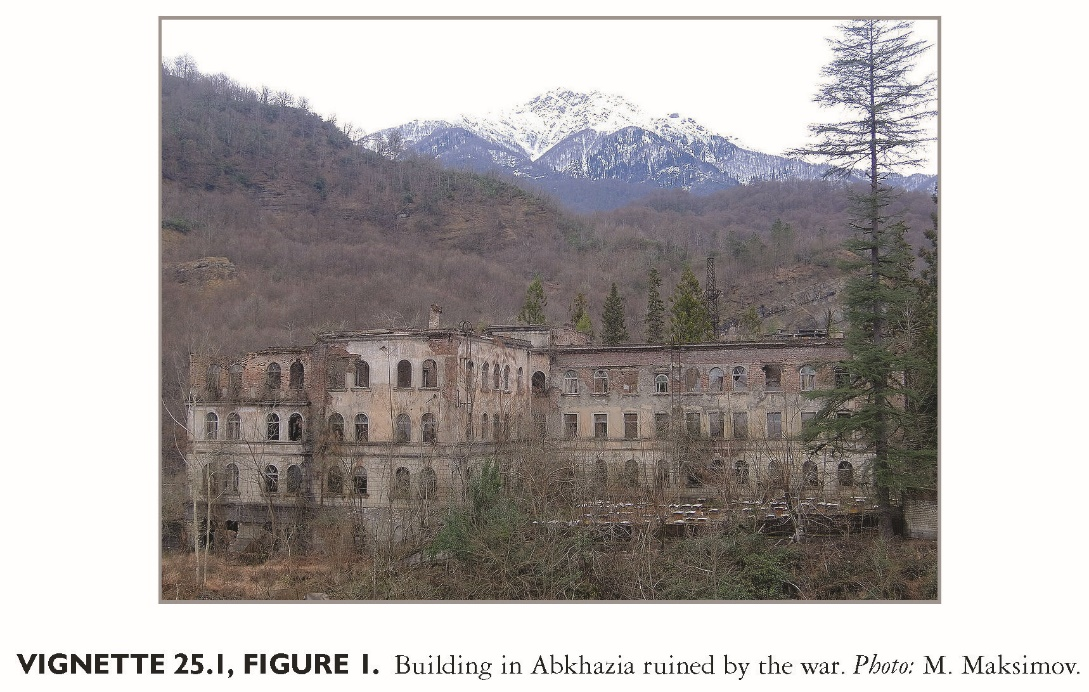 VIGNETTE 25.1, FIGURE 1. Building in Abkhazia ruined by the war. Photo: M. Maksimov.